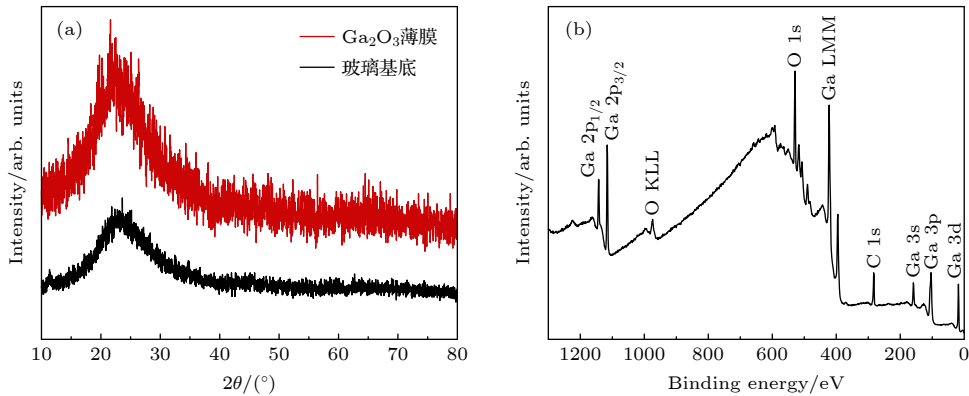 (a)
Ga₂O₃薄膜
玻璃基底
Intensity/arb. units
10 20 30 40 50 60 70 80
2θ/(°)
(b)
Ga 2p₁/₂
Ga 2p₃/₂
O KLL
O 1s
Ga LMM
C 1s
Ga 3s
Ga 3p
Ga 3d
Intensity/arb. units
1200 1000 800 600 400 200 0
Binding energy/eV